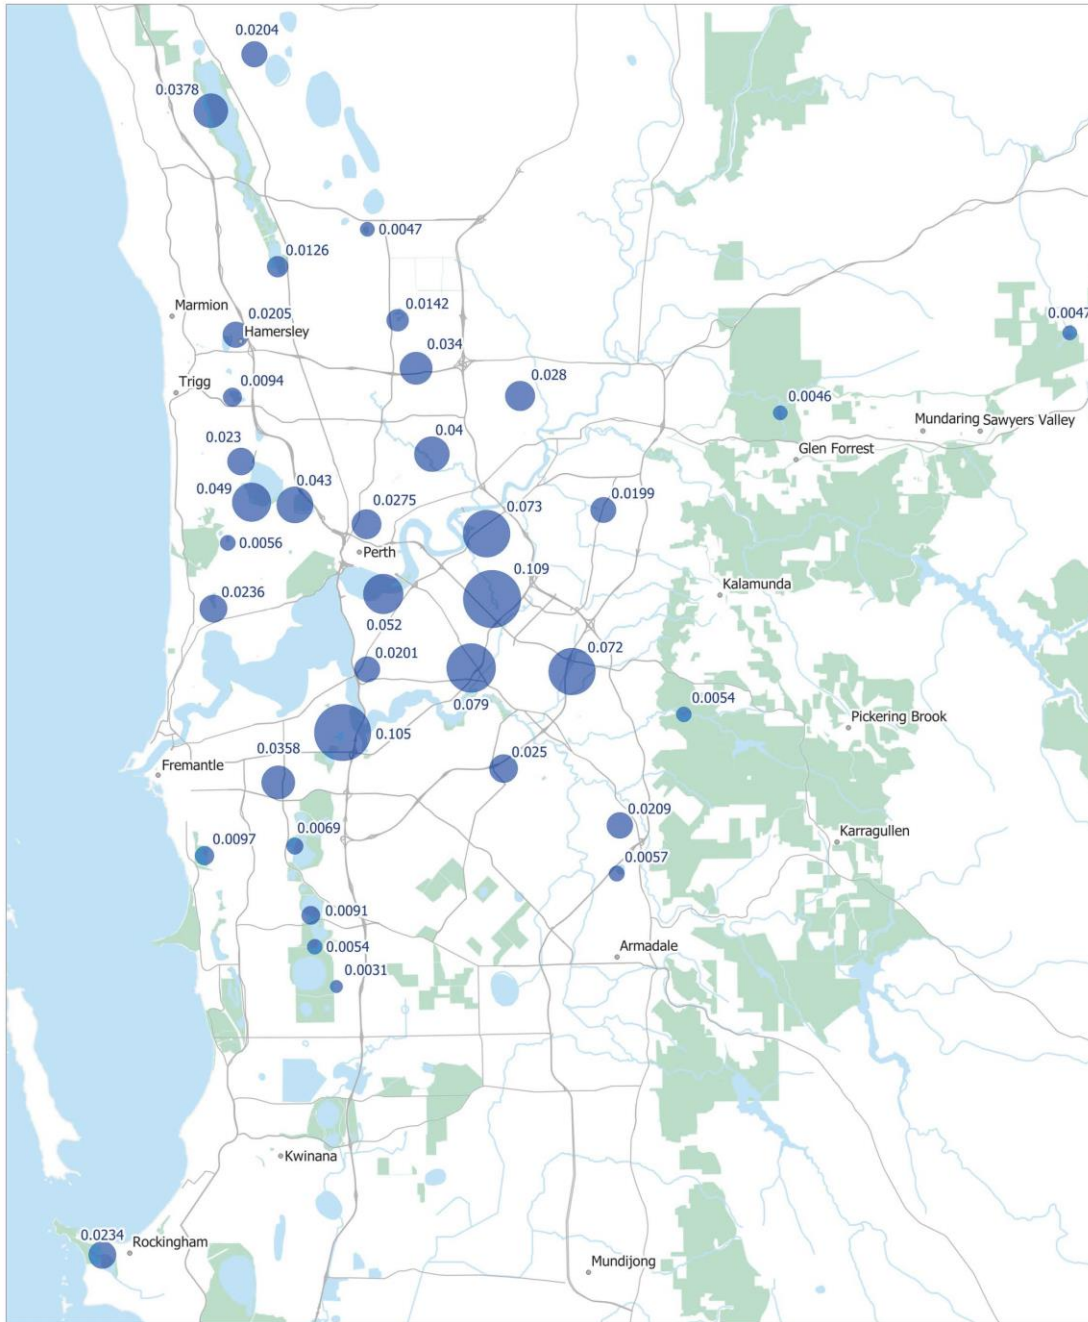 0.0204
0.0378
0.0047
0.0126
0.0142
Marmion
0.0205
Hamersley
0.0047
0.034
Trigg
0.0094
0.028
0.0046
Mundaring
Sawyers Valley
0.023
0.04
Glen Forrest
0.049
0.043
0.0275
0.073
0.0199
0.0056
Perth
0.109
Kalamunda
0.0236
0.052
0.0201
0.072
0.079
0.0054
Pickering Brook
0.105
Fremantle
0.0358
0.025
0.0209
Karragullen
0.0069
0.0097
0.0057
0.0091
0.0054
Armadale
0.0031
Kwinana
0.0234
Rockingham
Mundijong